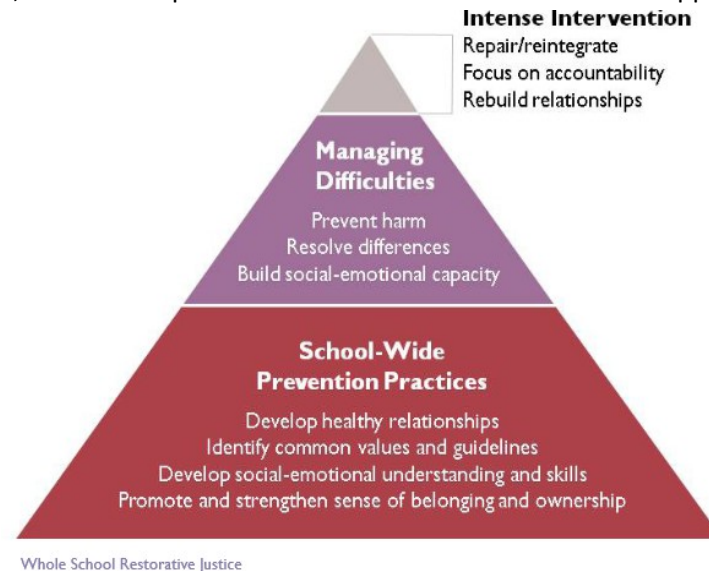 Intense Intervention
Repair/reintegrate
Focus on accountability
Rebuild relationships
Managing
Difficulties
Prevent harm
Resolve differences
Build social-emotional capacity
School-Wide
Prevention Practices
Develop healthy relationships
Identify common values and guidelines
Develop social-emotional understanding and skills
Promote and strengthen sense of belonging and ownership
Whole School Restorative Justice